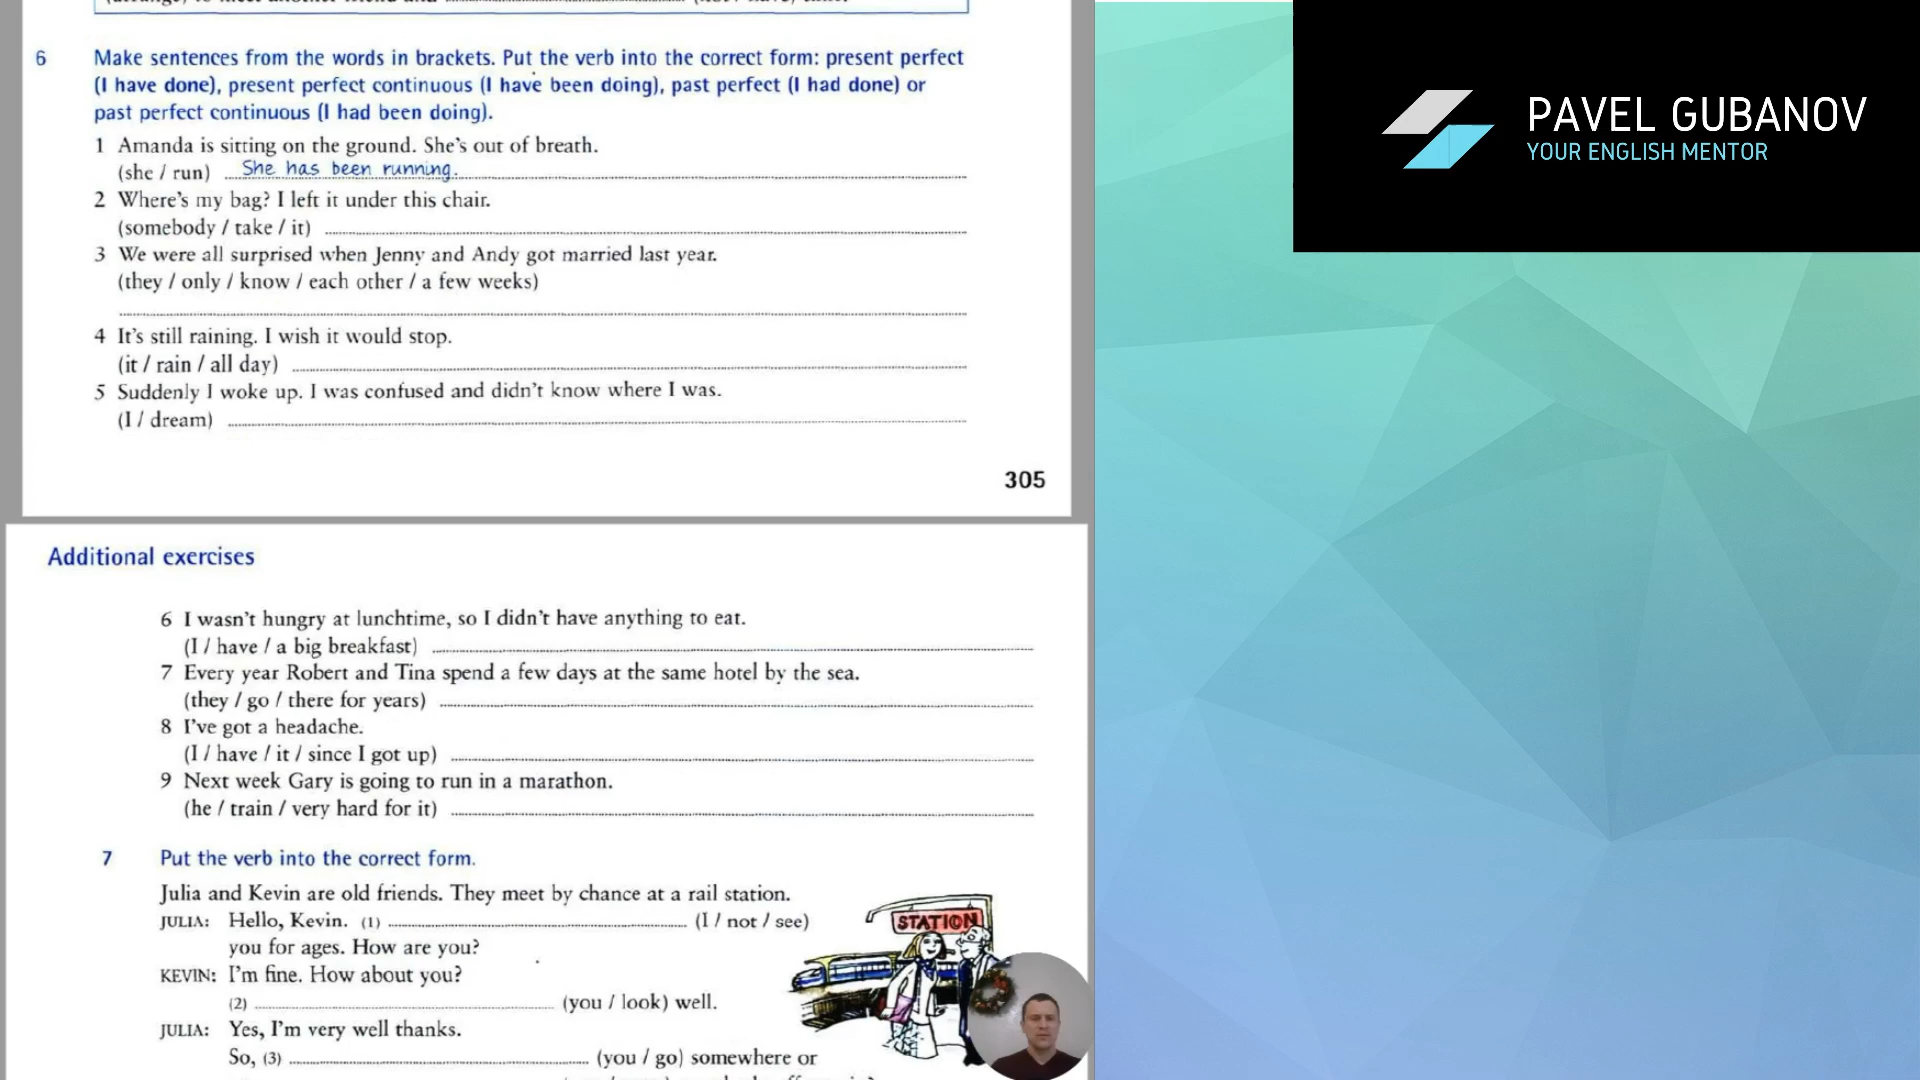 6 Make sentences from the words in brackets. Put the verb into the correct form: present perfect
(I have done), present perfect continuous (I have been doing), past perfect (I had done) or
past perfect continuous (I had been doing).
1 Amanda is sitting on the ground. She's out of breath.
(she / run) She has been running.
2 Where's my bag? I left it under this chair.
(somebody / take / it)
3 We were all surprised when Jenny and Andy got married last year.
(they / only / know / each other / a few weeks)
4 It's still raining. I wish it would stop.
(it / rain / all day)
5 Suddenly I woke up. I was confused and didn't know where I was.
(I / dream)
305
Additional exercises
6 I wasn't hungry at lunchtime, so I didn't have anything to eat.
(I / have / a big breakfast)
7 Every year Robert and Tina spend a few days at the same hotel by the sea.
(they / go / there for years)
8 I've got a headache.
(I / have / it / since I got up)
9 Next week Gary is going to run in a marathon.
(he / train / very hard for it)
7 Put the verb into the correct form.
Julia and Kevin are old friends. They meet by chance at a rail station.
JULIA: Hello, Kevin. (1) (I / not / see)
you for ages. How are you?
KEVIN: I'm fine. How about you?
(2) (you / look) well.
JULIA: Yes, I'm very well thanks.
So, (3) (you / go) somewhere or
STATION
PAVEL GUBANOV
YOUR ENGLISH MENTOR